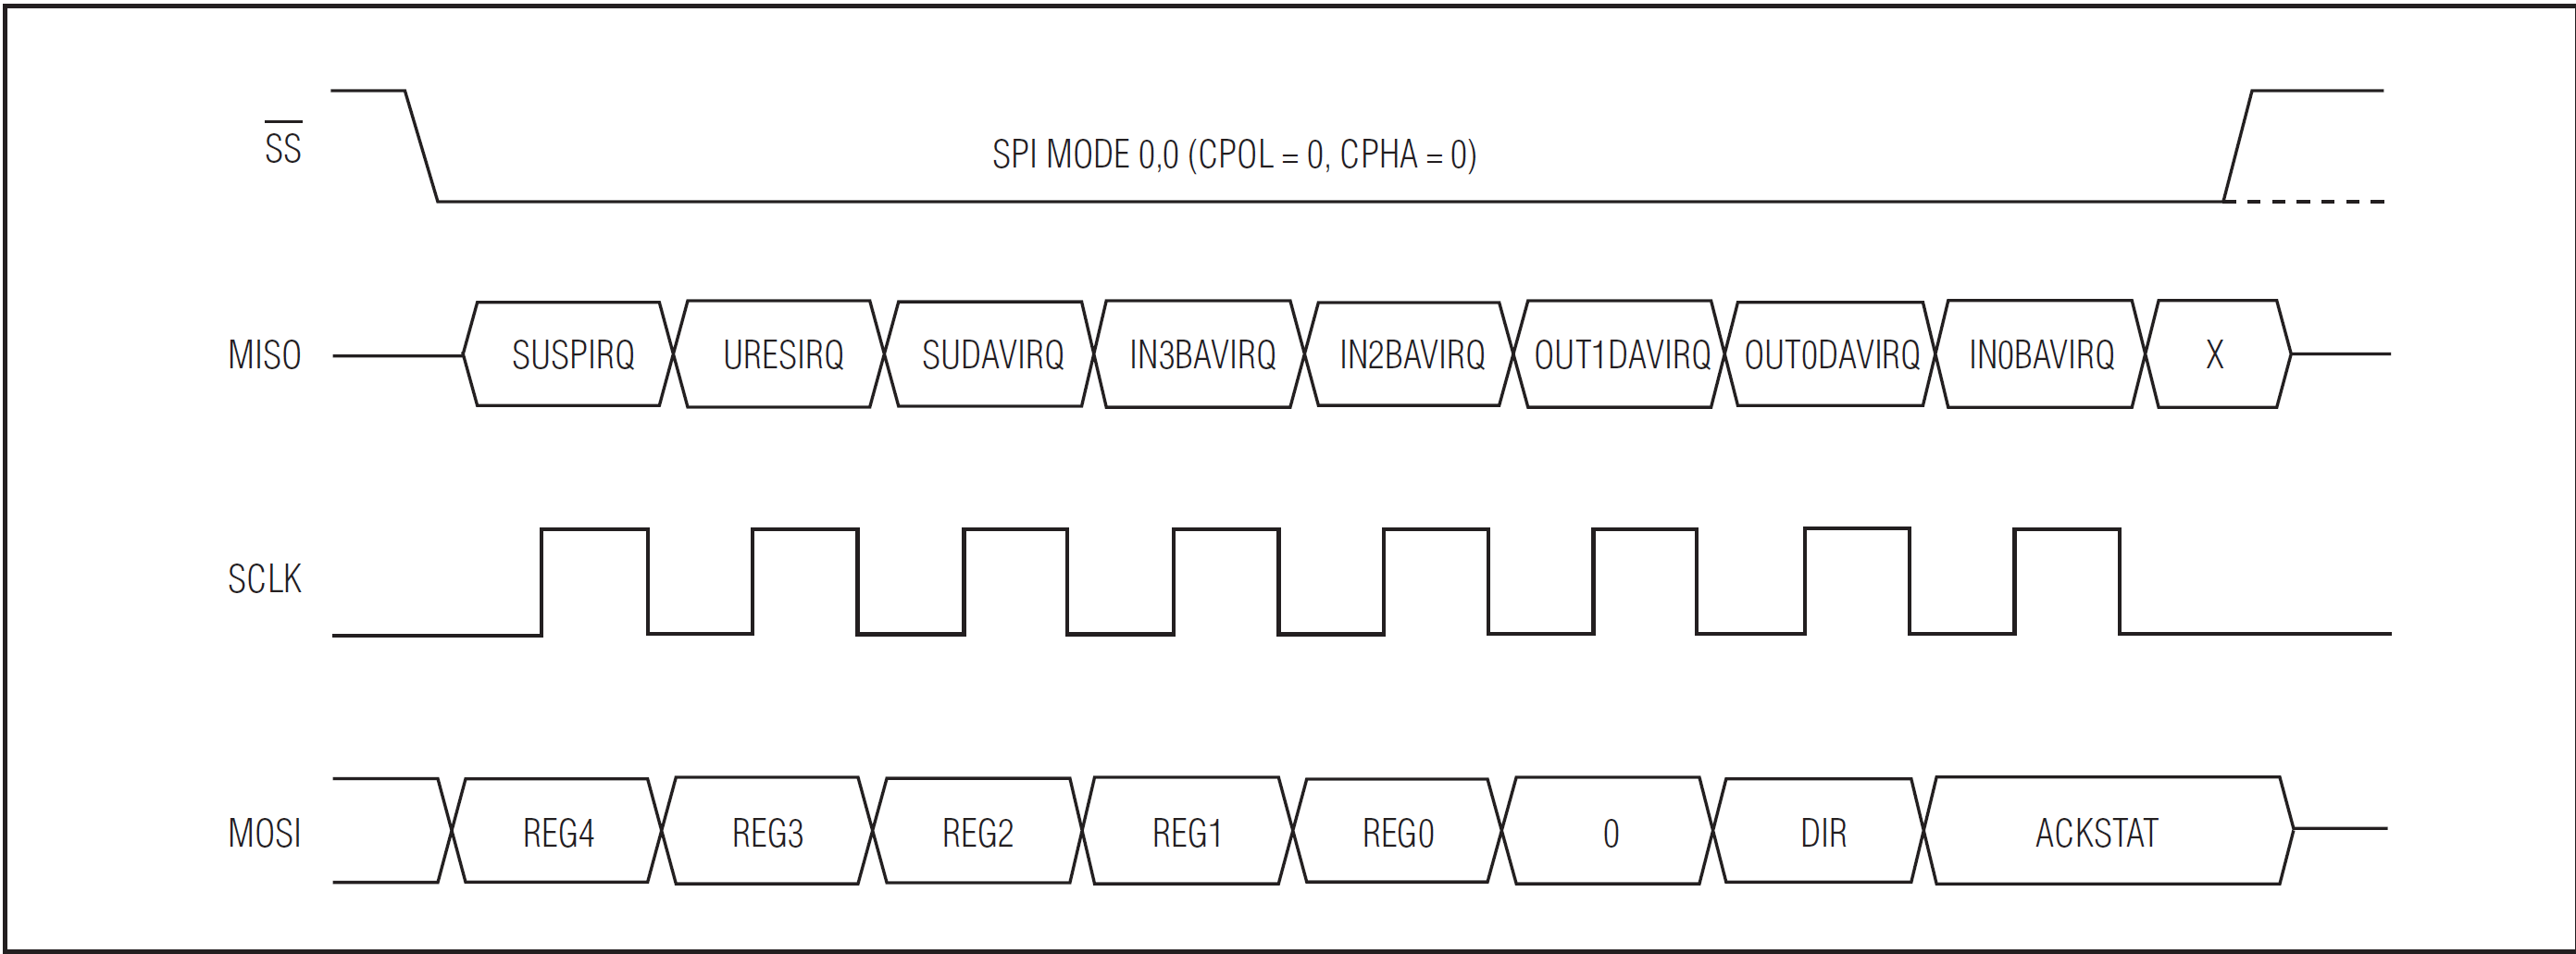 SS
SPI MODE 0,0 (CPOL = 0, CPHA = 0)
MISO SUSPIRQ URESIRQ SUDAVIRQ IN3BAVIRQ IN2BAVIRQ OUT1DAVIRQ OUT0DAVIRQ IN0BAVIRQ X
SCLK
MOSI REG4 REG3 REG2 REG1 REG0 0 DIR ACKSTAT